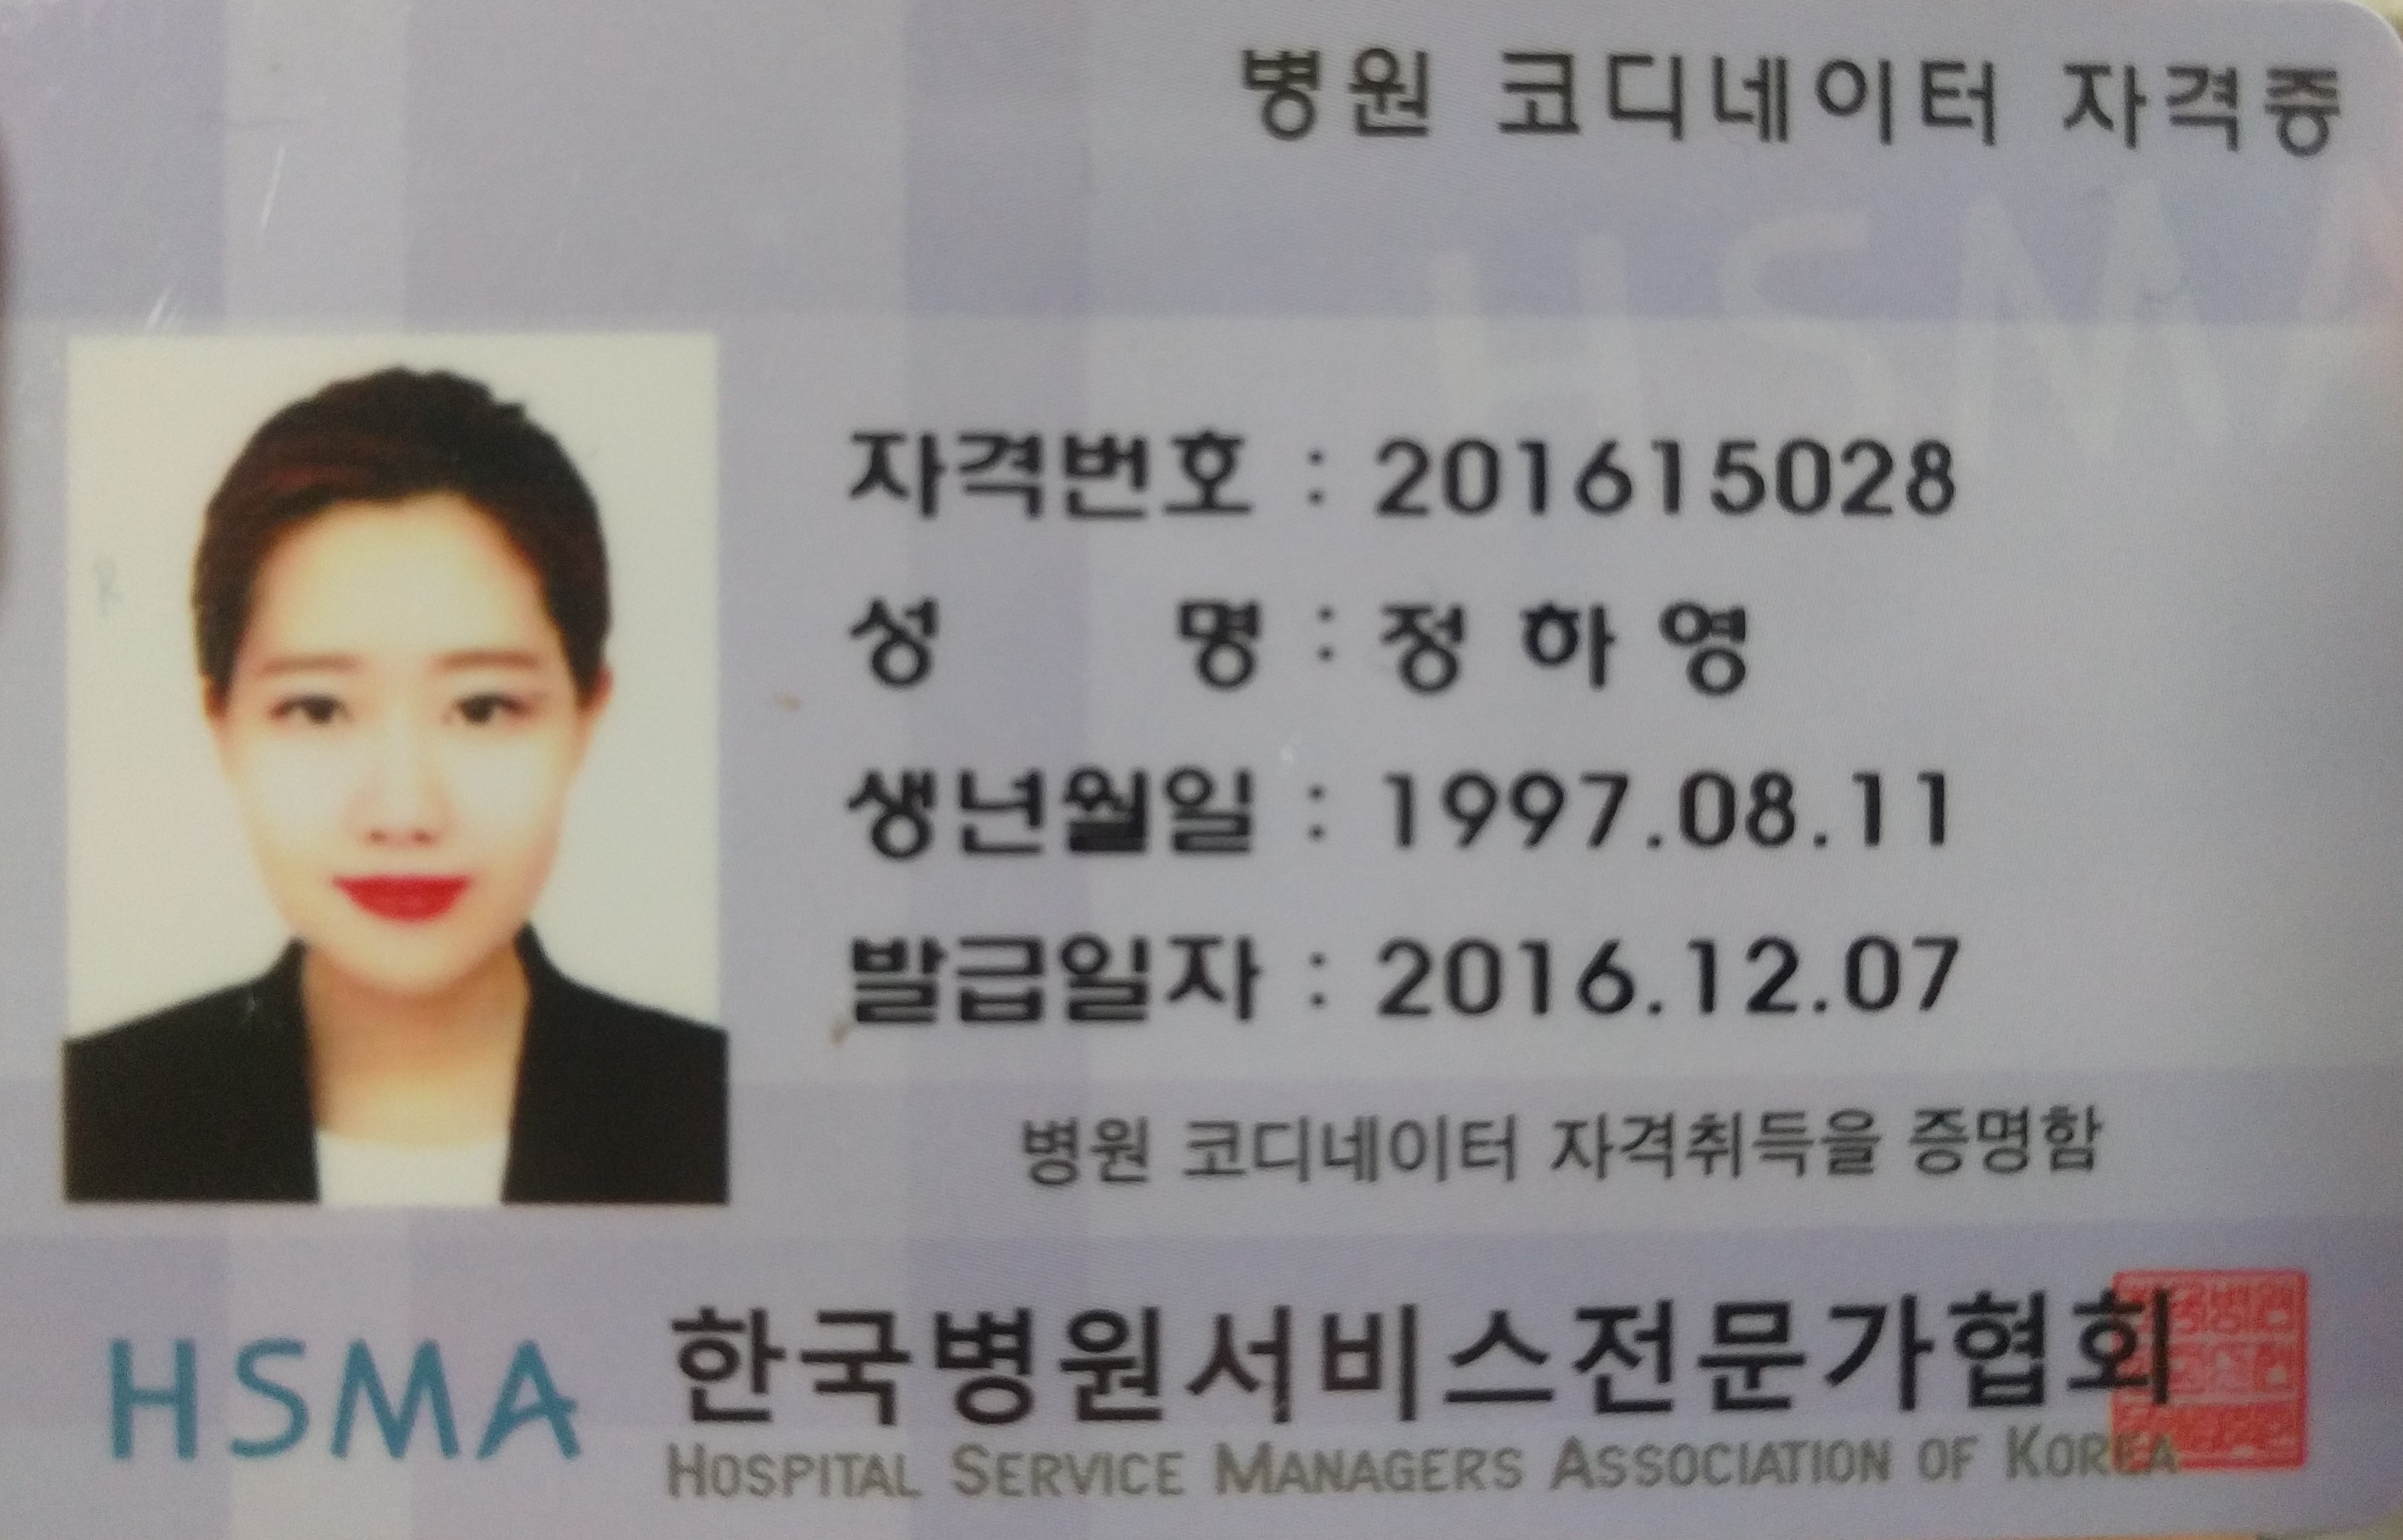 병원 코디네이터 자격증
HSMA
자격번호 : 201615028
성 명 : 정 하 영
생년월일 : 1997.08.11
발급일자 : 2016.12.07
병원 코디네이터 자격취득을 증명함
HSMA 한국병원서비스전문가협회
HOSPITAL SERVICE MANAGERS ASSOCIATION OF KOREA